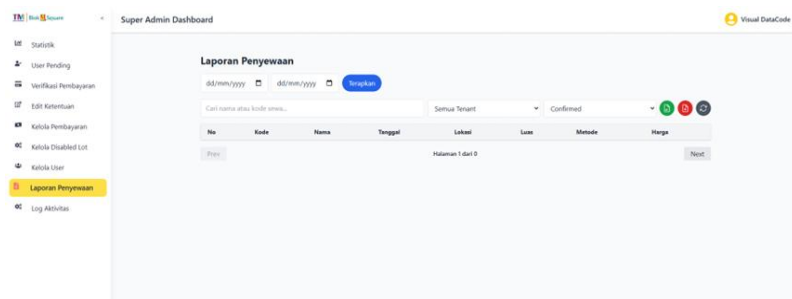 TM Blok M Square
Super Admin Dashboard
Visual DataCode
Statistik
User Pending
Verifikasi Pembayaran
Edit Ketentuan
Kelola Pembayaran
Kelola Disabled Lot
Kelola User
Laporan Penyewaan
Log Aktivitas
Laporan Penyewaan
dd/mm/yyyy dd/mm/yyyy Terapkan
Cari nama atau kode sewa... Semua Tenant Confirmed
No Kode Nama Tanggal Lokasi Luas Metode Harga
Prev Halaman 1 dari 0 Next